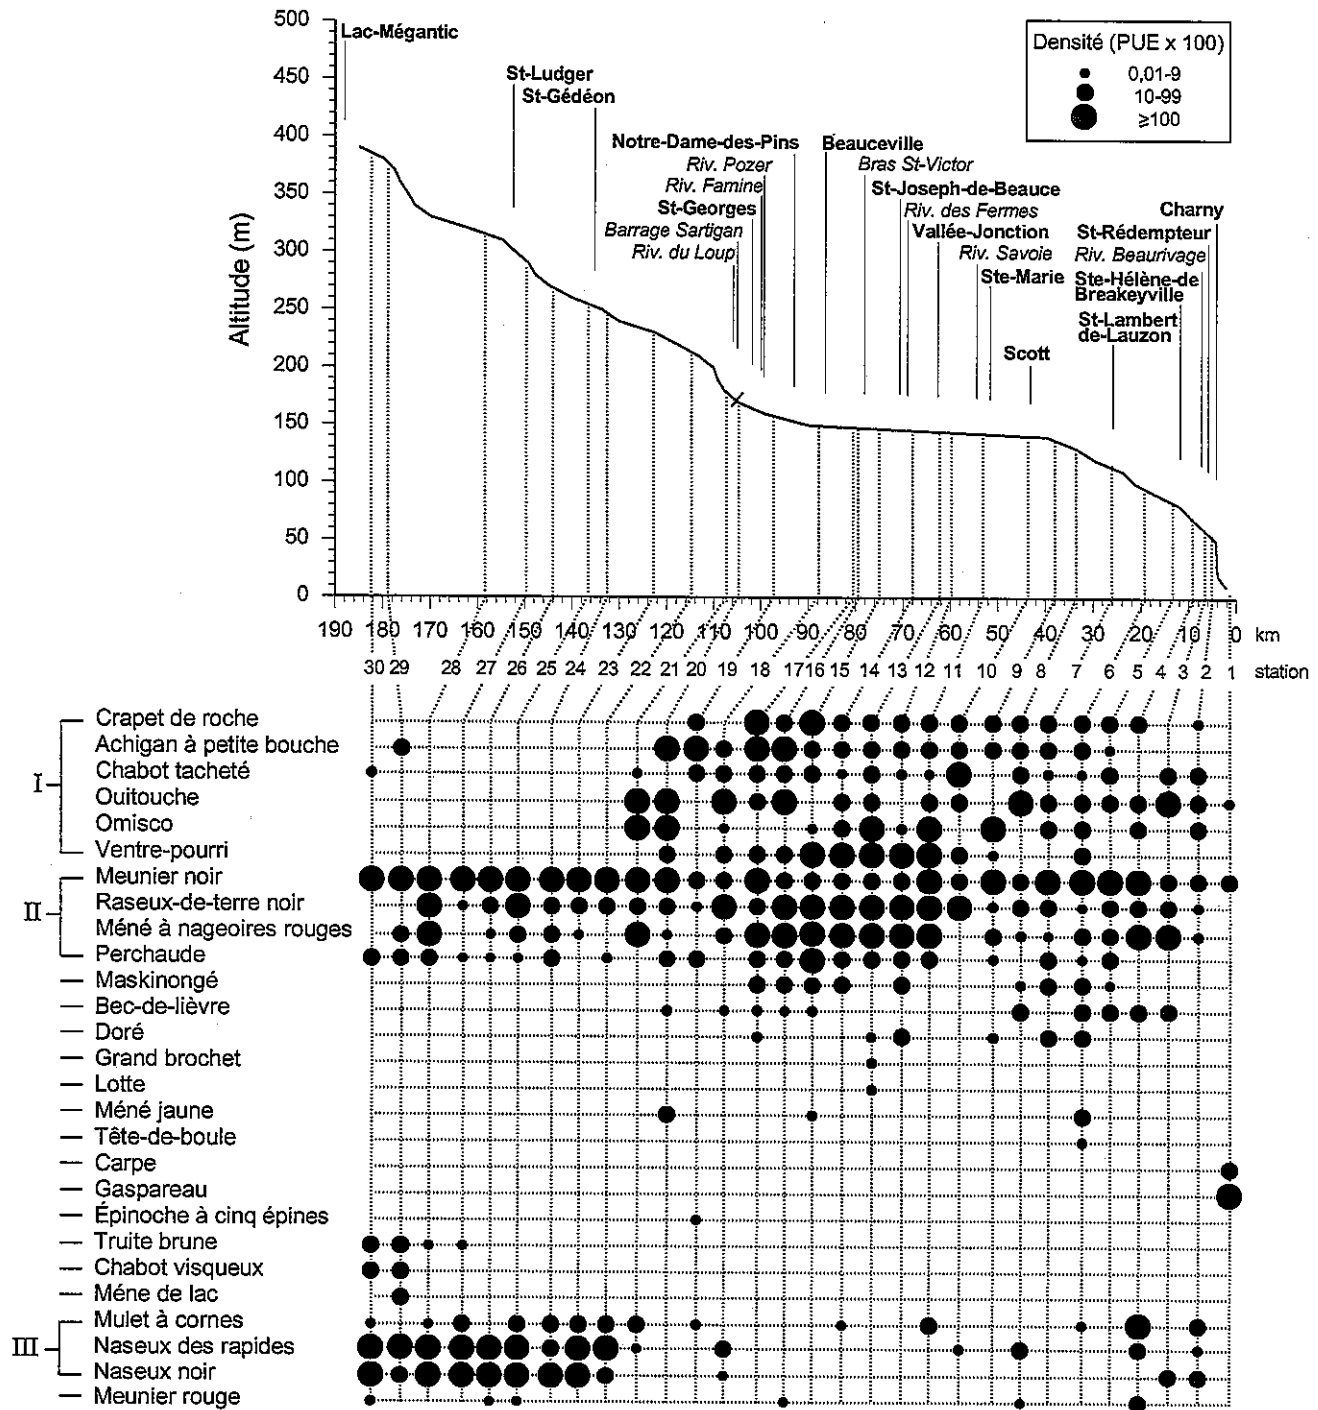 500
450
400
350
300
250
200
150
100
50
0
Altitude (m)
Lac-Mégantic
St-Ludger
St-Gédéon
Notre-Dame-des-Pins
Riv. Pozer
Riv. Famine
St-Georges
Barrage Sartigan
Riv. du Loup
Beauceville
Bras St-Victor
St-Joseph-de-Beauce
Riv. des Fermes
Vallée-Jonction
Riv. Savoie
Ste-Marie
Scott
Charny
St-Rédempteur
Riv. Beaurivage
Ste-Hélène-de
Breakeyville
St-Lambert
de-Lauzon
Densité (PUE x 100)
0,01-9
10-99
≥100
190 180 170 160 150 140 130 120 110 100 90 80 70 60 50 40 30 20 10 0 km
30 29 28 27 26 25 24 23 22 21 20 19 18 17 16 15 14 13 12 11 10 9 8 7 6 5 4 3 2 1 station
Crapet de roche
Achigan à petite bouche
Chabot tacheté
I
Ouitouche
Omisco
Ventre-pourri
Meunier noir
II
Raseux-de-terre noir
Méné à nageoires rouges
Perchaude
Maskinongé
Bec-de-lièvre
Doré
Grand brochet
Lotte
Méné jaune
Tête-de-boule
Carpe
Gaspareau
Épinoche à cinq épines
Truite brune
Chabot visqueux
Méne de lac
Mulet à cornes
III
Naseux des rapides
Naseux noir
Meunier rouge